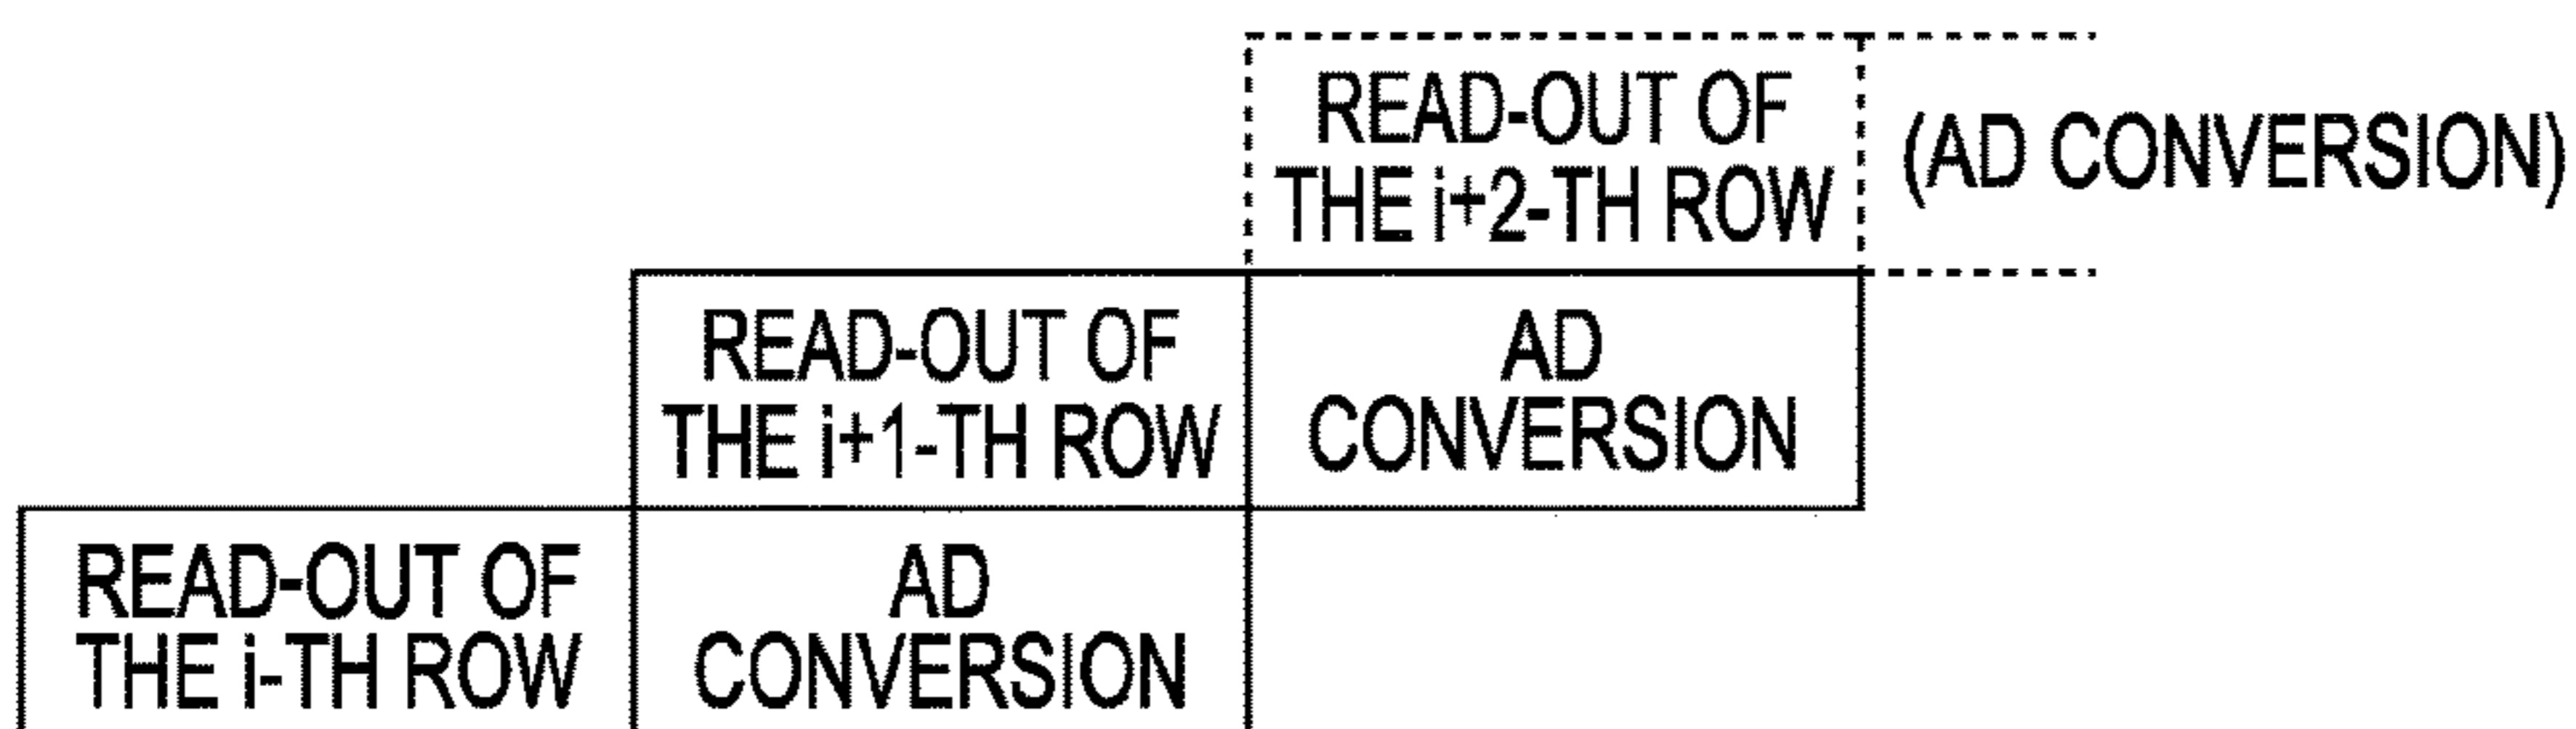 READ-OUT OF
THE i+2-TH ROW
(AD CONVERSION)
READ-OUT OF
THE i+1-TH ROW
AD
CONVERSION
READ-OUT OF
THE i-TH ROW
AD
CONVERSION